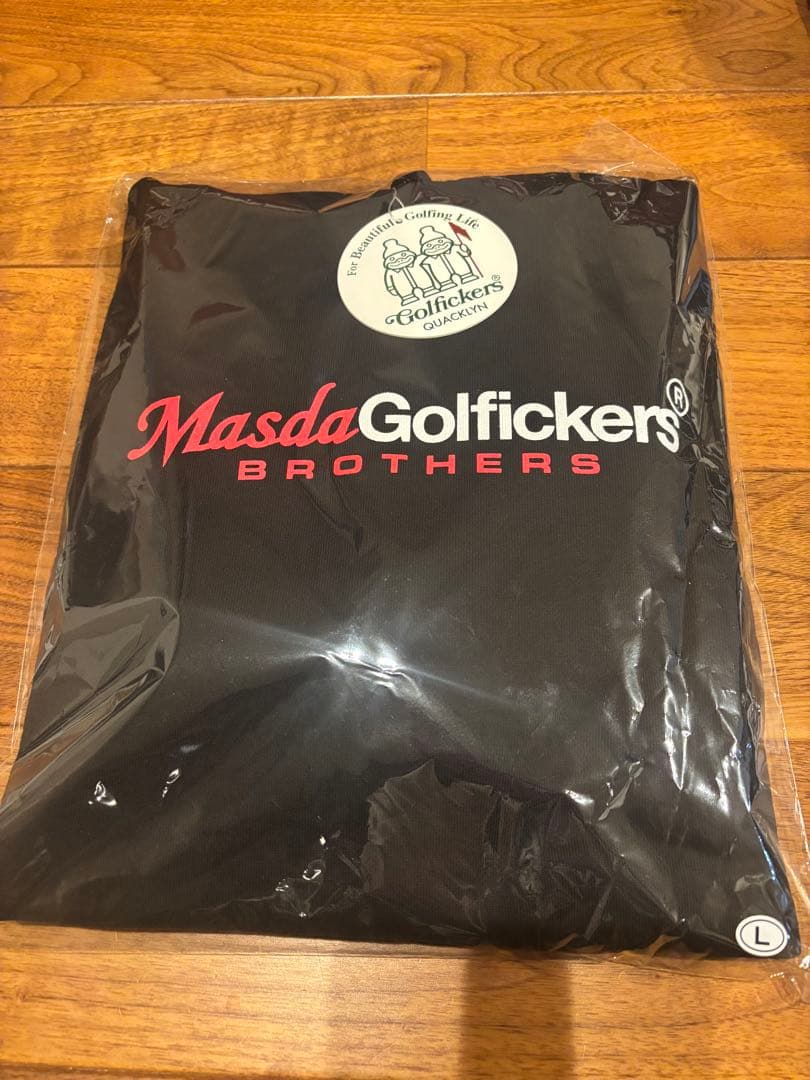 For Beautiful Golfing Life
Golfickers®
QUACKLYN
MasdaGolfickers®
BROTHERS
L